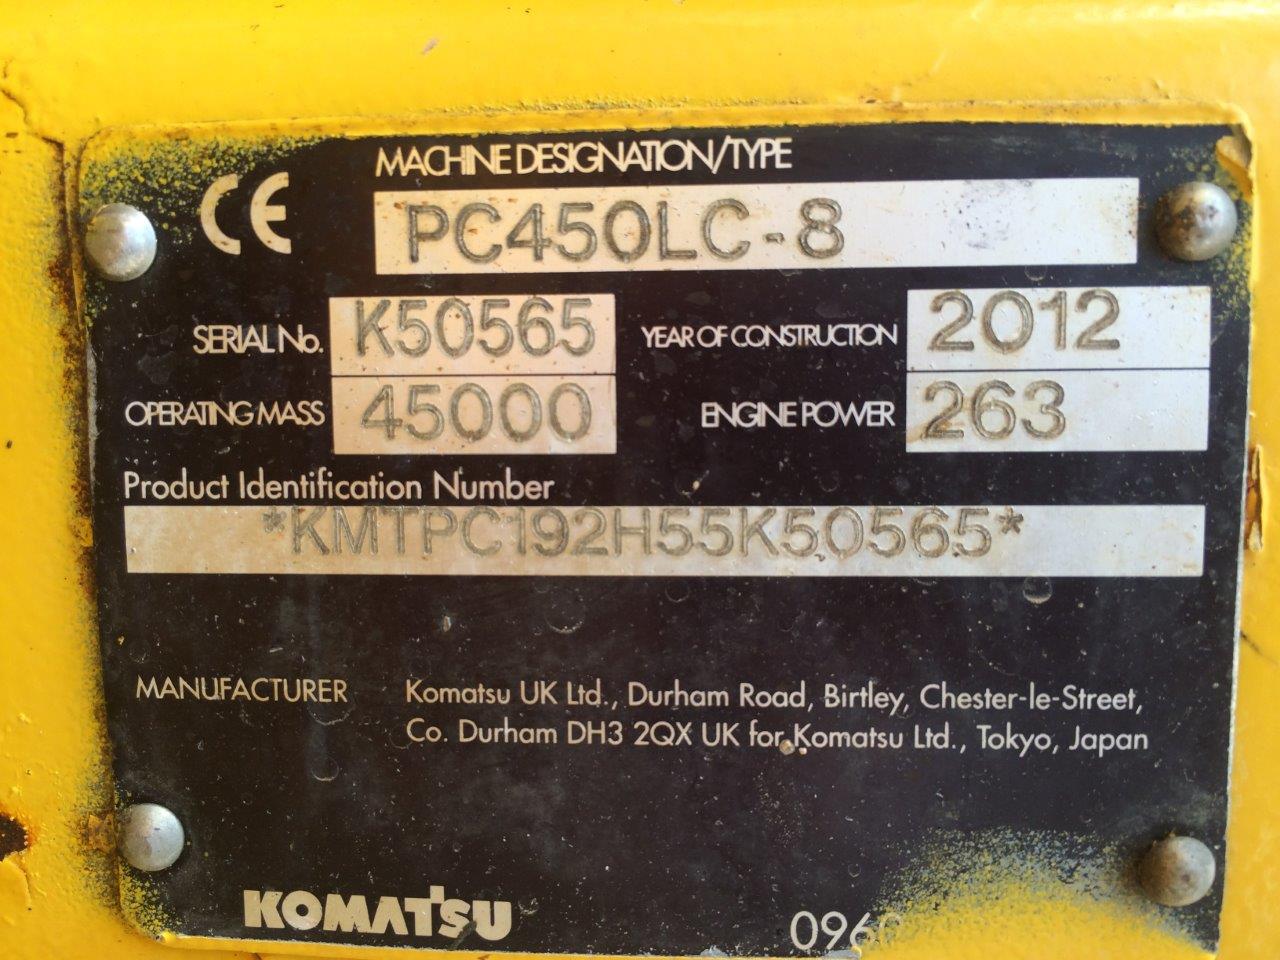 CE
MACHINE DESIGNATION/TYPE
PC450LC-8
SERIAL No. K50565 YEAR OF CONSTRUCTION 2012
OPERATING MASS 45000 ENGINE POWER 263
Product Identification Number
*KMTPC192H55K50565*
MANUFACTURER Komatsu UK Ltd., Durham Road, Birtley, Chester-le-Street,
Co. Durham DH3 2QX UK for Komatsu Ltd., Tokyo, Japan
KOMATSU